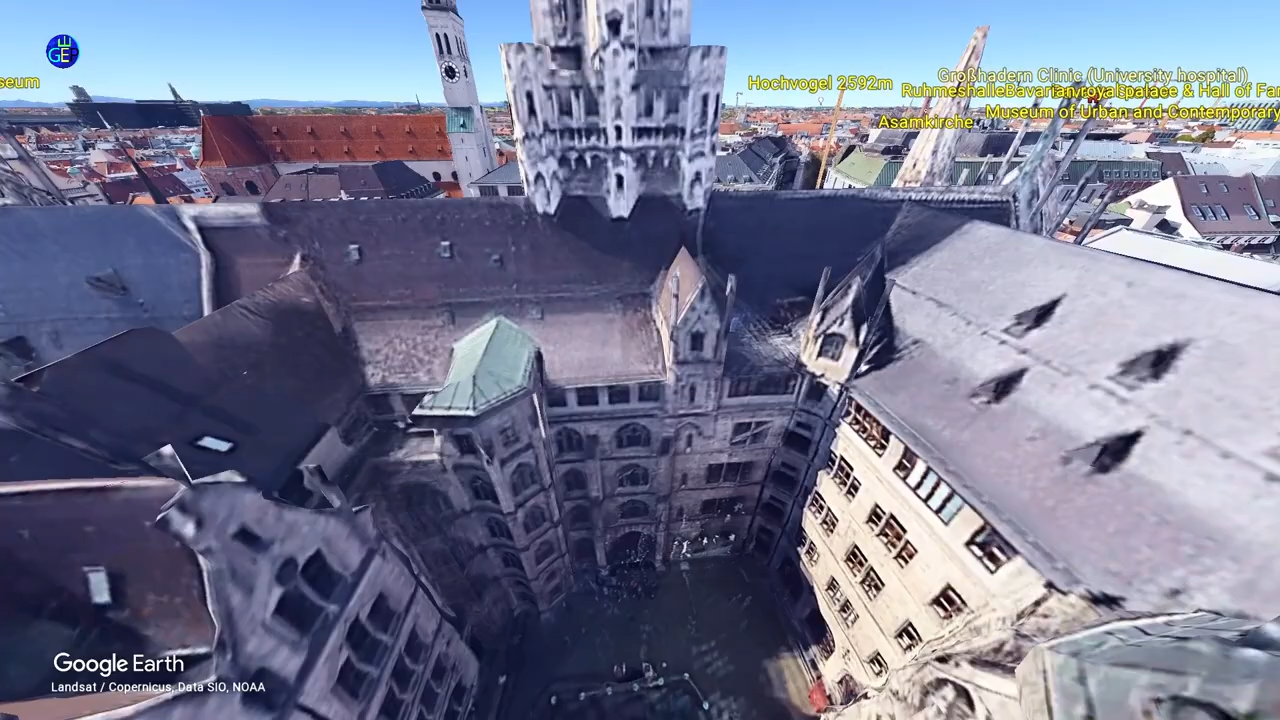 GEP
seum
Hochvogel 2592m
Großhadern Clinic (University hospital)
Asamkirche
Museum of Urban and Contemporary
Google Earth
Landsat / Copernicus, Data SIO, NOAA